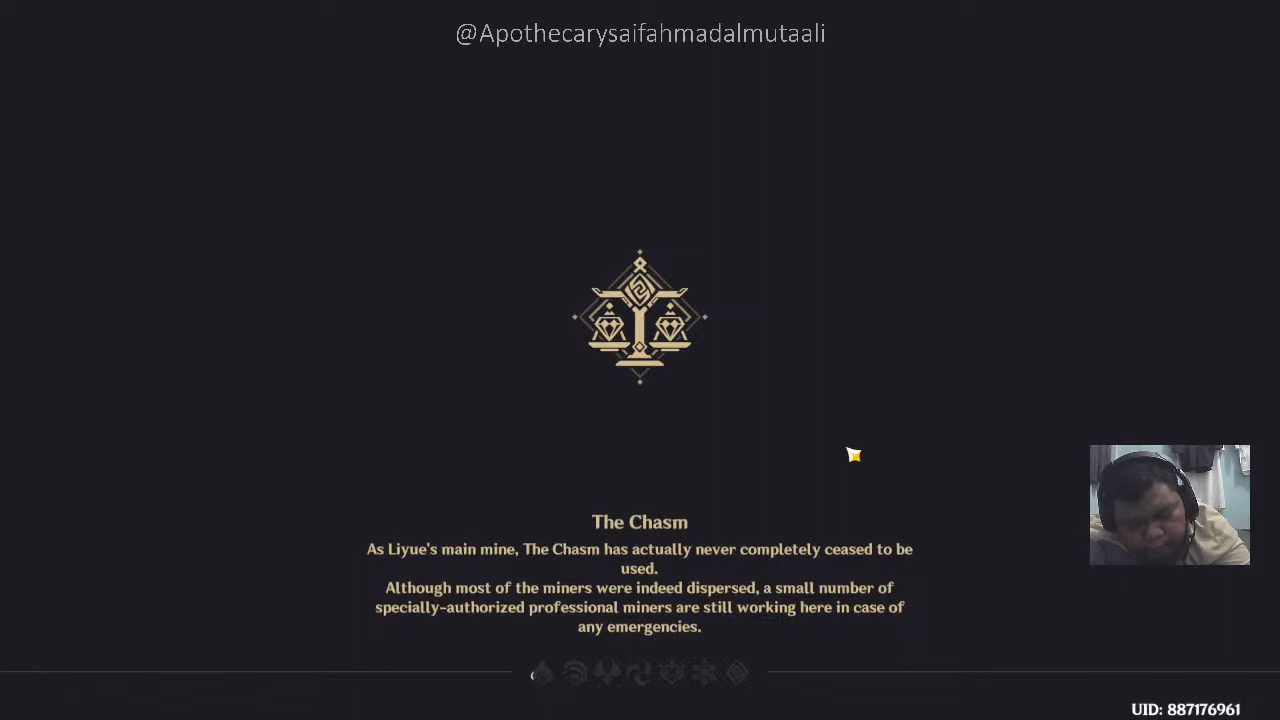 @Apothecarysaifahmadalmutaali
The Chasm
As Liyue's main mine, The Chasm has actually never completely ceased to be
used.
Although most of the miners were indeed dispersed, a small number of
specially-authorized professional miners are still working here in case of
any emergencies.
UID: 887176961